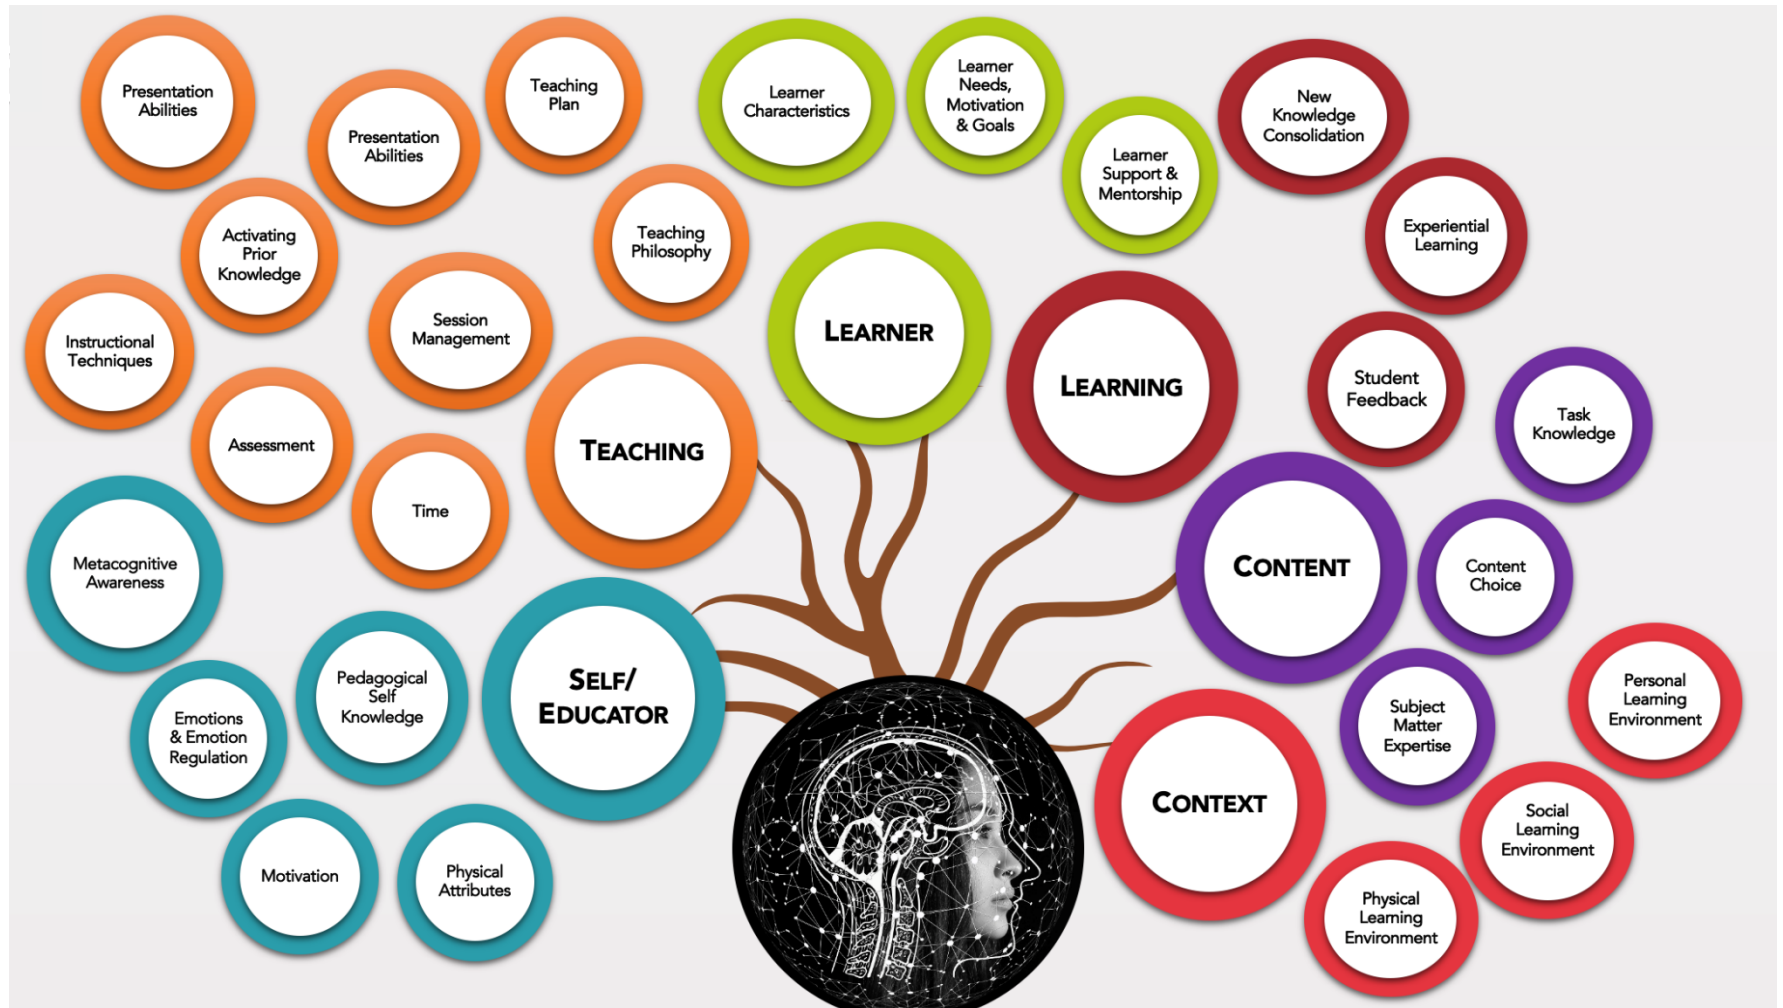 Presentation
Abilities
Presentation
Abilities
Teaching
Plan
Activating
Prior
Knowledge
Teaching
Philosophy
Instructional
Techniques
Session
Management
Assessment
Time
TEACHING
Learner
Characteristics
Learner
Needs,
Motivation
& Goals
Learner
Support &
Mentorship
LEARNER
New
Knowledge
Consolidation
Experiential
Learning
Student
Feedback
LEARNING
Task
Knowledge
Content
Choice
Subject
Matter
Expertise
CONTENT
Personal
Learning
Environment
Social
Learning
Environment
Physical
Learning
Environment
CONTEXT
Metacognitive
Awareness
Pedagogical
Self
Knowledge
Emotions
& Emotion
Regulation
Motivation
Physical
Attributes
SELF/
EDUCATOR